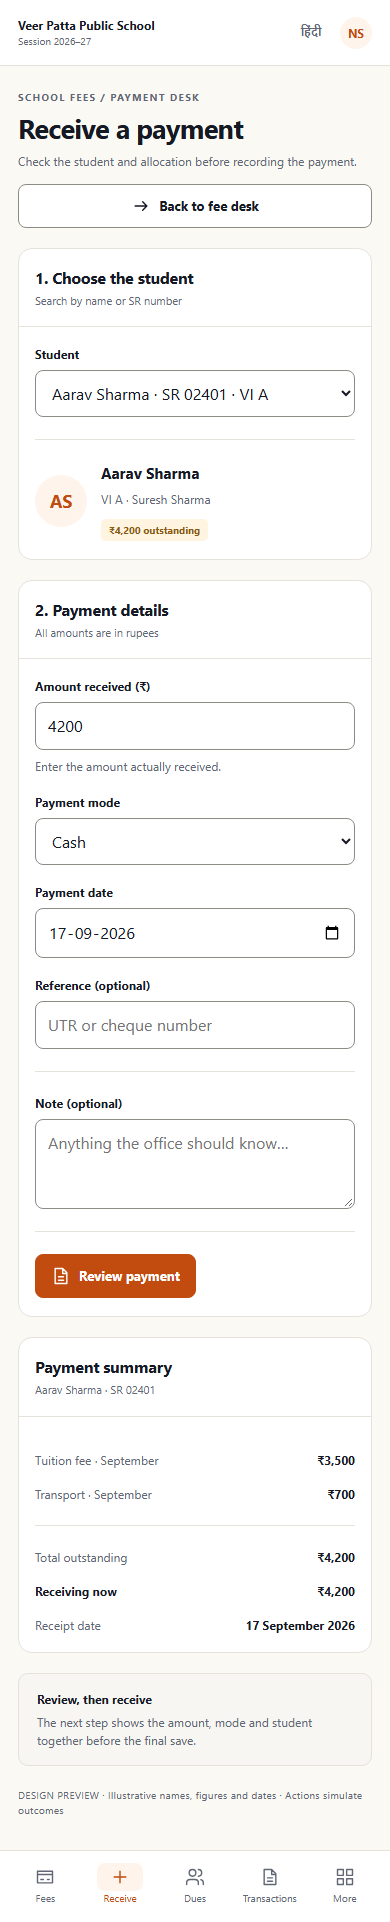 Veer Patta Public School
Session 2026–27
हिंदी
NS
SCHOOL FEES / PAYMENT DESK
Receive a payment
Check the student and allocation before recording the payment.
→ Back to fee desk
1. Choose the student
Search by name or SR number
Student
Aarav Sharma · SR 02401 · VI A
AS
Aarav Sharma
VI A · Suresh Sharma
₹4,200 outstanding
2. Payment details
All amounts are in rupees
Amount received (₹)
4200
Enter the amount actually received.
Payment mode
Cash
Payment date
17-09-2026
Reference (optional)
UTR or cheque number
Note (optional)
Anything the office should know...
Review payment
Payment summary
Aarav Sharma · SR 02401
Tuition fee · September ₹3,500
Transport · September ₹700
Total outstanding ₹4,200
Receiving now ₹4,200
Receipt date 17 September 2026
Review, then receive
The next step shows the amount, mode and student
together before the final save.
DESIGN PREVIEW · Illustrative names, figures and dates · Actions simulate
outcomes
Fees Receive Dues Transactions More